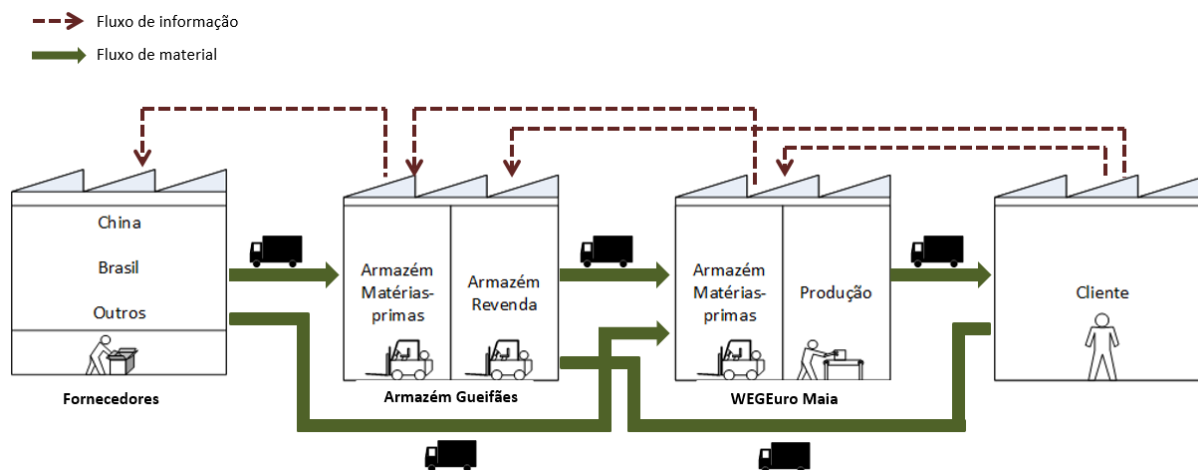 Fluxo de informação
Fluxo de material
China
Brasil
Outros
Fornecedores
Armazém
Matérias-
primas
Armazém
Revenda
Armazém Gueifães
Armazém
Matérias-
primas
Produção
WEGEuro Maia
Cliente